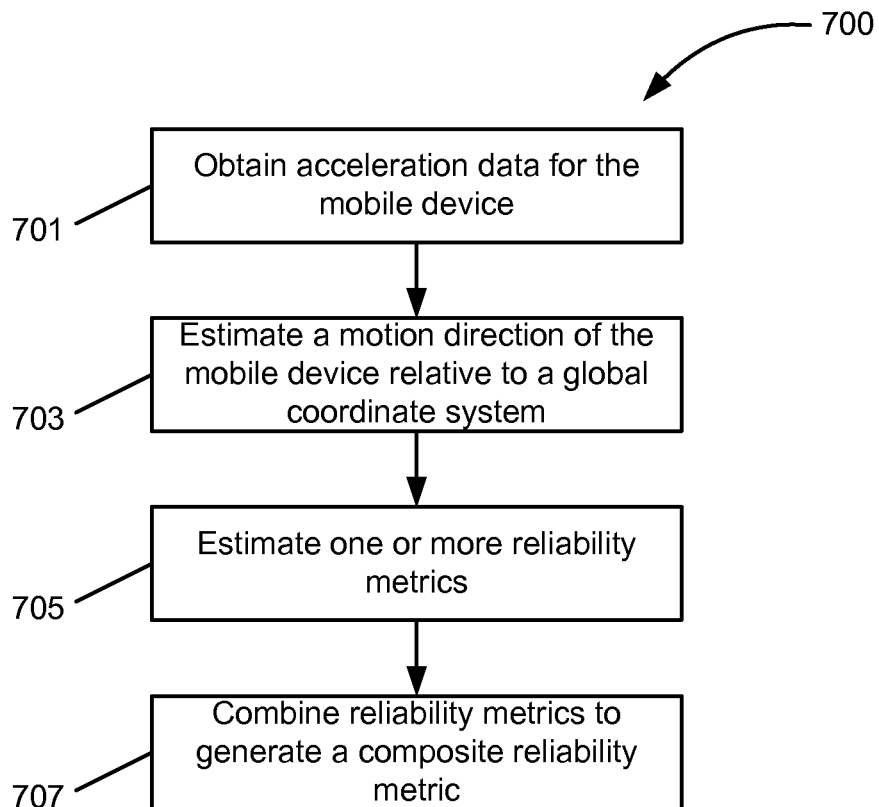 700
Obtain acceleration data for the
mobile device
701
Estimate a motion direction of the
mobile device relative to a global
coordinate system
703
Estimate one or more reliability
metrics
705
Combine reliability metrics to
generate a composite reliability
metric
707